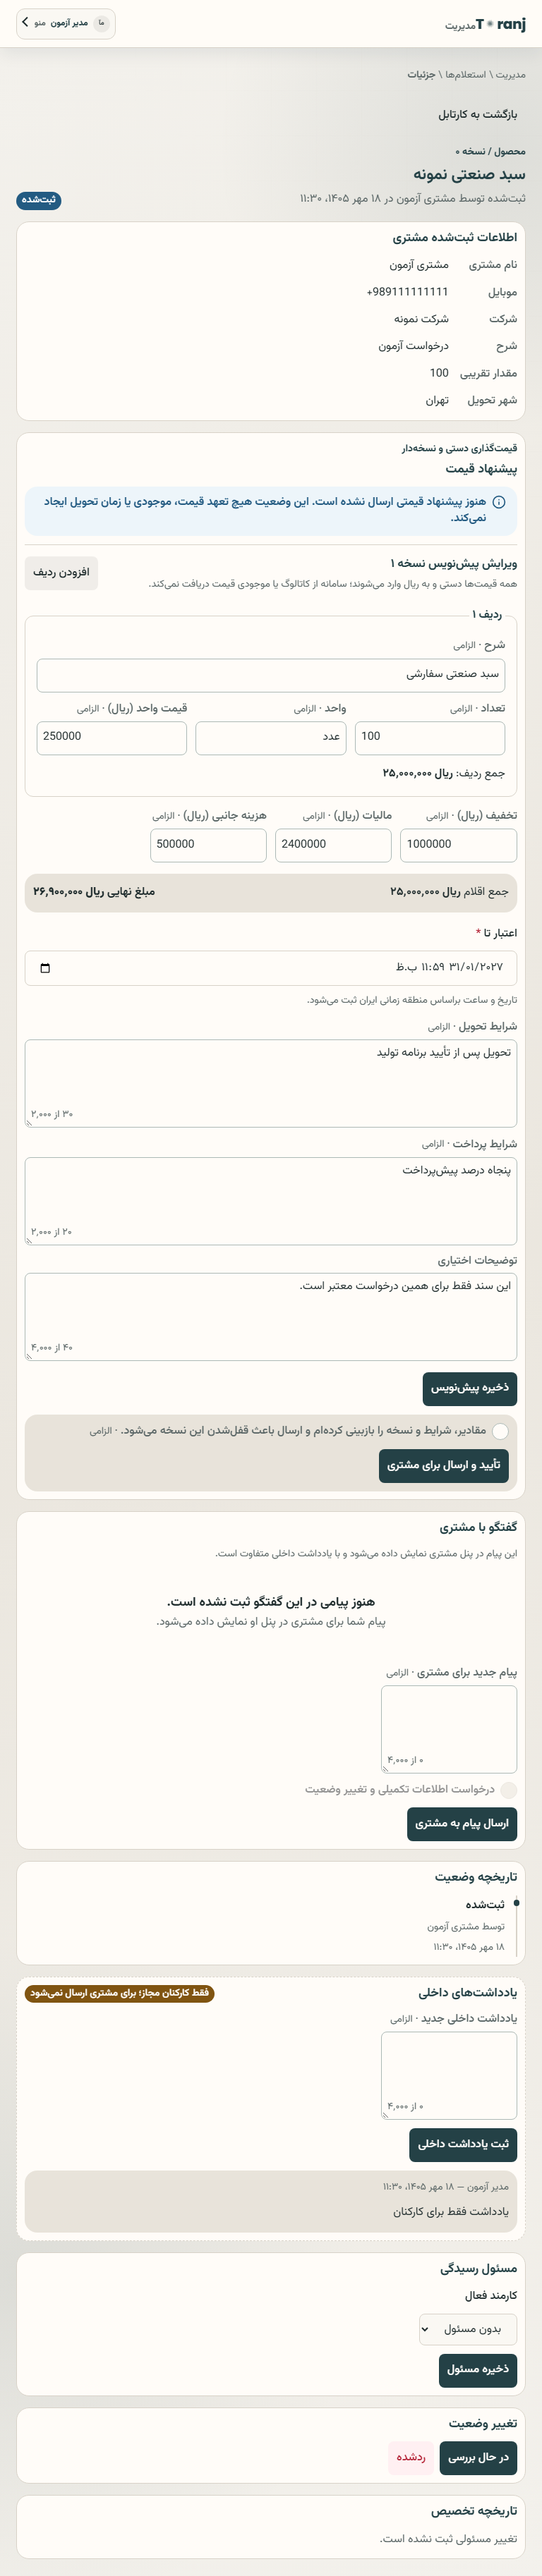 Toranj مدیریت
مآ مدیر آزمون منو
مدیریت \ استعلام‌ها \ جزئیات
بازگشت به کارتابل
محصول / نسخه ۰
سبد صنعتی نمونه
ثبت‌شده توسط مشتری آزمون در ۱۸ مهر ۱۴۰۵، ۱۱:۳۰
ثبت‌شده
اطلاعات ثبت‌شده مشتری
نام مشتری مشتری آزمون
موبایل +989111111111
شرکت شرکت نمونه
شرح درخواست آزمون
مقدار تقریبی 100
شهر تحویل تهران
قیمت‌گذاری دستی و نسخه‌دار
پیشنهاد قیمت
هنوز پیشنهاد قیمتی ارسال نشده است. این وضعیت هیچ تعهد قیمت، موجودی یا زمان تحویل ایجاد
نمی‌کند.
ویرایش پیش‌نویس نسخه ۱
افزودن ردیف
همه قیمت‌ها دستی و به ریال وارد می‌شوند؛ سامانه از کاتالوگ یا موجودی قیمت دریافت نمی‌کند.
ردیف ۱
شرح · الزامی
سبد صنعتی سفارشی
تعداد · الزامی واحد · الزامی قیمت واحد (ریال) · الزامی
100 عدد 250000
جمع ردیف: ریال ۲۵,۰۰۰,۰۰۰
تخفیف (ریال) · الزامی مالیات (ریال) · الزامی هزینه جانبی (ریال) · الزامی
1000000 2400000 500000
جمع اقلام ریال ۲۵,۰۰۰,۰۰۰ مبلغ نهایی ریال ۲۶,۹۰۰,۰۰۰
اعتبار تا *
۳۱/۰۱/۲۰۲۷ ۱۱:۵۹ ب.ظ
تاریخ و ساعت براساس منطقه زمانی ایران ثبت می‌شود.
شرایط تحویل · الزامی
تحویل پس از تأیید برنامه تولید
۳۰ از ۲,۰۰۰
شرایط پرداخت · الزامی
پنجاه درصد پیش‌پرداخت
۲۰ از ۲,۰۰۰
توضیحات اختیاری
این سند فقط برای همین درخواست معتبر است.
۴۰ از ۴,۰۰۰
ذخیره پیش‌نویس
مقادیر، شرایط و نسخه را بازبینی کرده‌ام و ارسال باعث قفل‌شدن این نسخه می‌شود. · الزامی
تأیید و ارسال برای مشتری
گفتگو با مشتری
این پیام در پنل مشتری نمایش داده می‌شود و با یادداشت داخلی متفاوت است.
هنوز پیامی در این گفتگو ثبت نشده است.
پیام شما برای مشتری در پنل او نمایش داده می‌شود.
پیام جدید برای مشتری · الزامی
۰ از ۴,۰۰۰
درخواست اطلاعات تکمیلی و تغییر وضعیت
ارسال پیام به مشتری
تاریخچه وضعیت
ثبت‌شده
توسط مشتری آزمون
۱۸ مهر ۱۴۰۵، ۱۱:۳۰
یادداشت‌های داخلی
فقط کارکنان مجاز؛ برای مشتری ارسال نمی‌شود
یادداشت داخلی جدید · الزامی
۰ از ۴,۰۰۰
ثبت یادداشت داخلی
مدیر آزمون — ۱۸ مهر ۱۴۰۵، ۱۱:۳۰
یادداشت فقط برای کارکنان
مسئول رسیدگی
کارمند فعال
بدون مسئول
ذخیره مسئول
تغییر وضعیت
در حال بررسی ردشده
تاریخچه تخصیص
تغییر مسئولی ثبت نشده است.